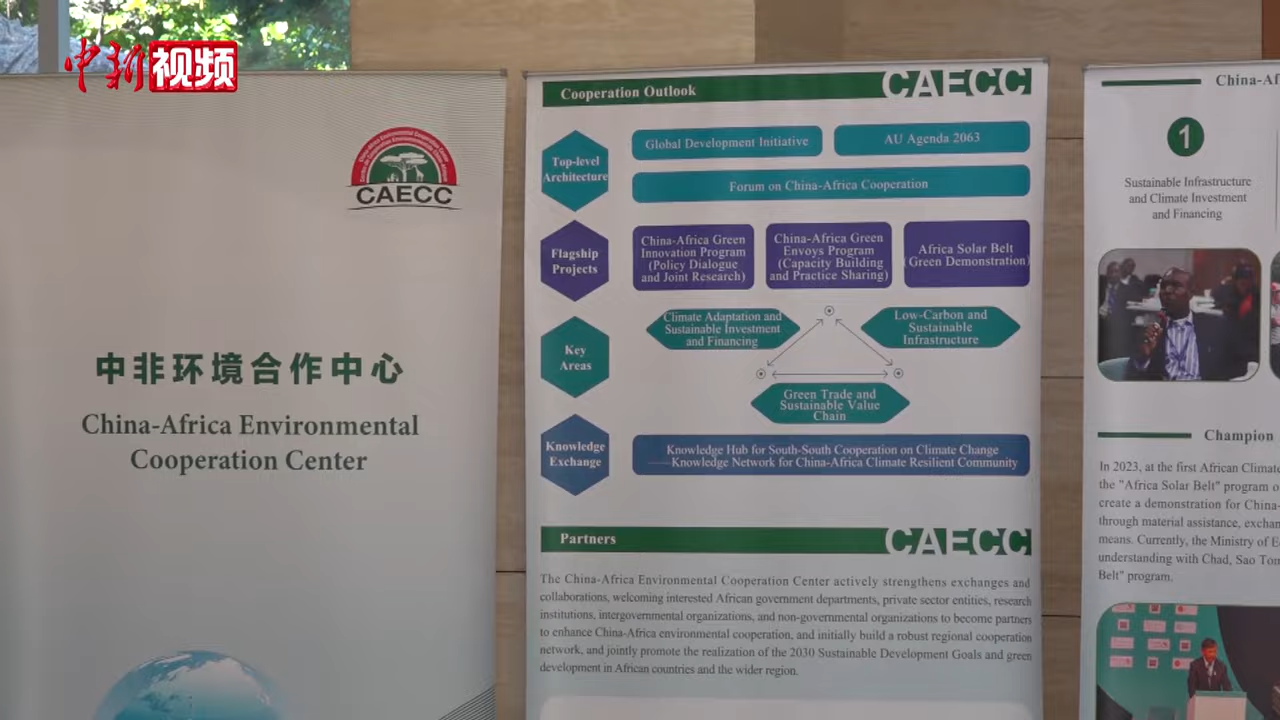 中新视频
CAECC
中非环境合作中心
China-Africa Environmental
Cooperation Center
Cooperation Outlook
CAECC
Top-level
Architecture
Global Development Initiative
AU Agenda 2063
Forum on China-Africa Cooperation
Flagship
Projects
China-Africa Green
Innovation Program
(Policy Dialogue
and Joint Research)
China-Africa Green
Envoys Program
(Capacity Building
and Practice Sharing)
Africa Solar Belt
(Green Demonstration)
Key
Areas
Climate Adaptation and
Sustainable Investment
and Financing
Low-Carbon and
Sustainable
Infrastructure
Green Trade and
Sustainable Value
Chain
Knowledge
Exchange
Knowledge Hub for South-South Cooperation on Climate Change
——Knowledge Network for China-Africa Climate Resilient Community
Partners
CAECC
The China-Africa Environmental Cooperation Center actively strengthens exchanges and
collaborations, welcoming interested African government departments, private sector entities, research
institutions, intergovernmental organizations, and non-governmental organizations to become partners
to enhance China-Africa environmental cooperation, and initially build a robust regional cooperation
network, and jointly promote the realization of the 2030 Sustainable Development Goals and green
development in African countries and the wider region.
China-Af
1
Sustainable Infrastructure
and Climate Investment
and Financing
Champion
In 2023, at the first African Climate
the "Africa Solar Belt" program o
create a demonstration for China-
through material assistance, exchan
means. Currently, the Ministry of E
understanding with Chad, Sao Tom
Belt" program.